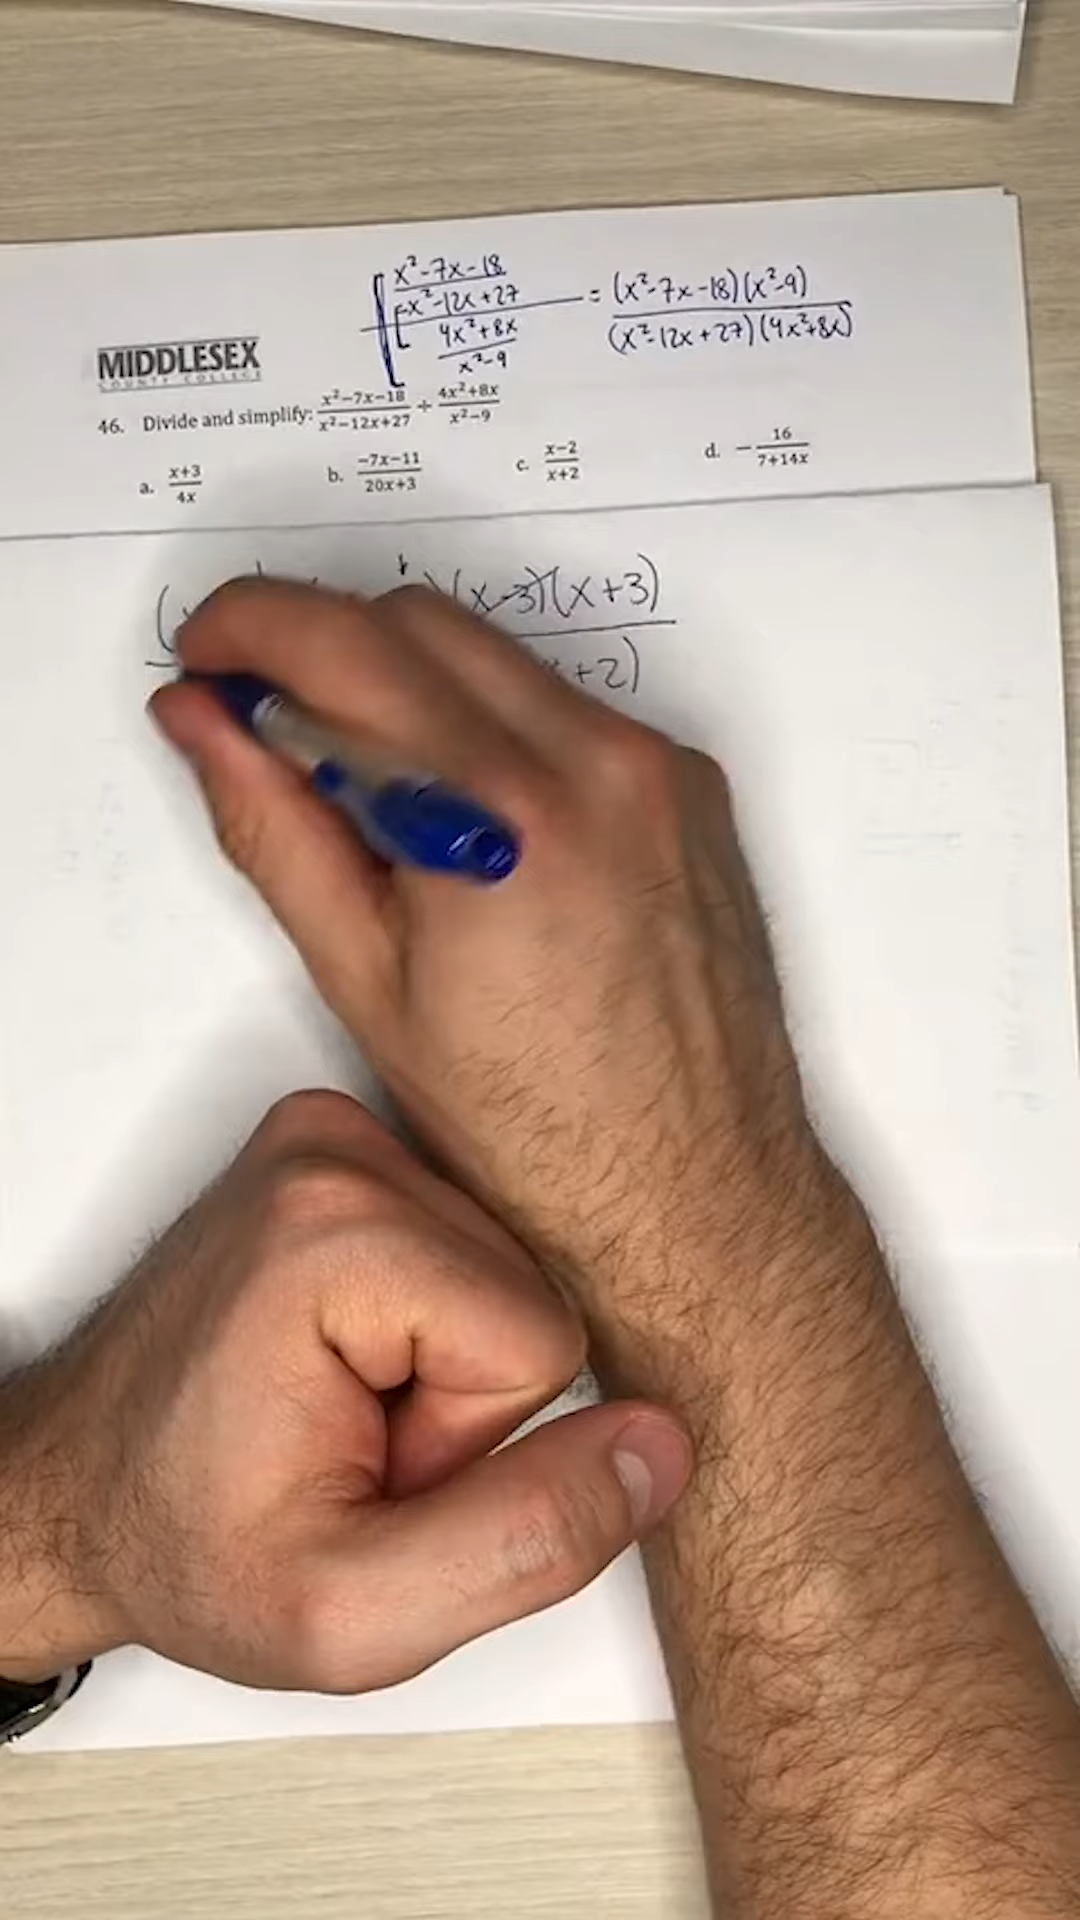 x²-7x-18
x²-12x+27
4x²+8x
x²-9
= (x²-7x-18)(x²-9)
(x²-12x+27)(4x²+8x)
MIDDLESEX
COUNTY COLLEGE
46. Divide and simplify: x²−7x−18 / x²−12x+27 ÷ 4x²+8x / x²−9
a. x+3 / 4x b. −7x−11 / 20x+3 c. x−2 / x+2 d. − 16 / 7+14x
(x-3)(x+3)
+2)